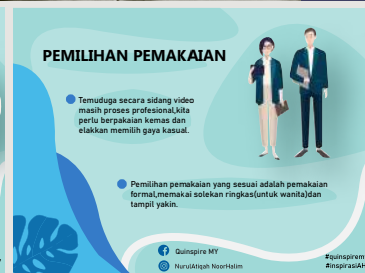 PEMILIHAN PEMAKAIAN
Temuduga secara sidang video
masih proses profesional,kita
perlu berpakaian kemas dan
elakkan memilih gaya kasual.
Pemilihan pemakaian yang sesuai adalah pemakaian
formal,memakai solekan ringkas(untuk wanita)dan
tampil yakin.
Quinspire MY
NurulAtiqah NoorHalim
#quinspirem
#inspirasiAH